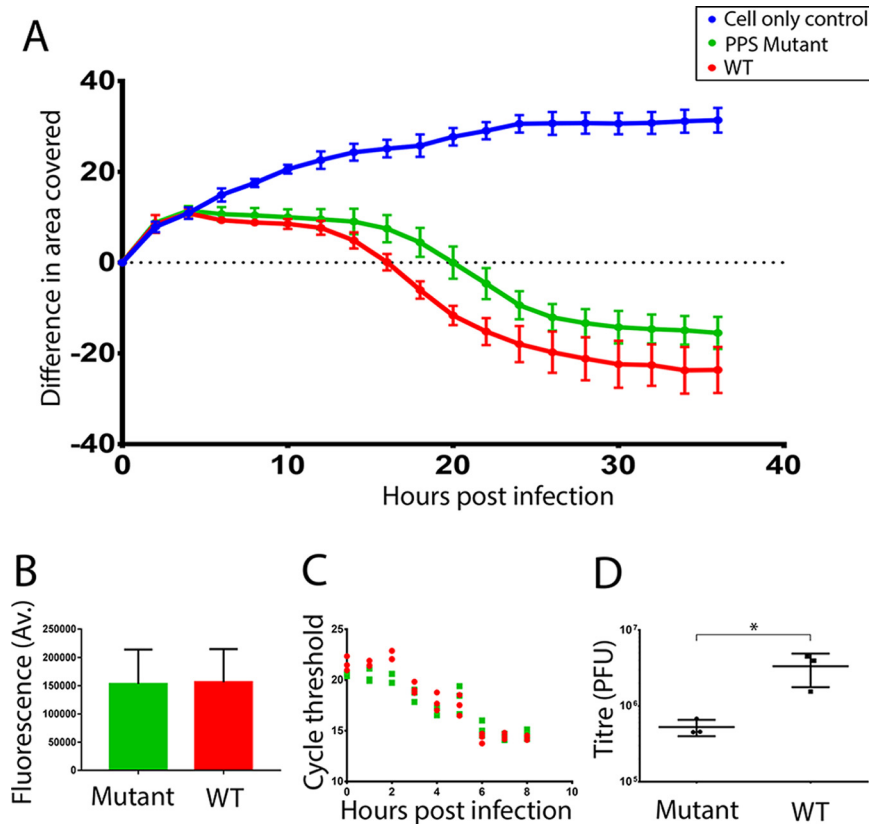 A
Cell only control
PPS Mutant
WT
Difference in area covered
40
20
0
-20
-40
0
10
20
30
40
Hours post infection
B
Fluorescence (Av.)
250000
200000
150000
100000
50000
0
Mutant
WT
C
Cycle threshold
25
20
15
10
0
2
4
6
8
10
Hours post infection
D
Titre (PFU)
10⁷
10⁶
10⁵
*
Mutant
WT